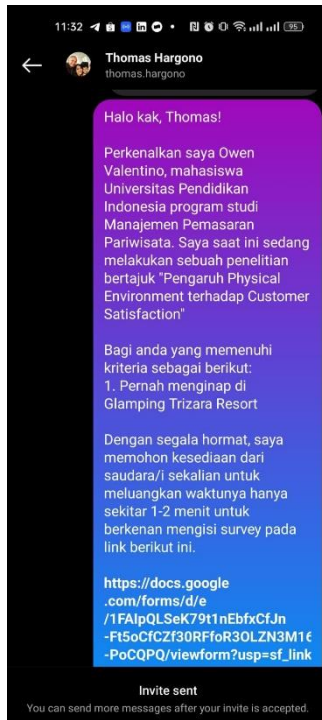 11:32
95
Thomas Hargono
thomas.hargono
Halo kak, Thomas!
Perkenalkan saya Owen
Valentino, mahasiswa
Universitas Pendidikan
Indonesia program studi
Manajemen Pemasaran
Pariwisata. Saya saat ini sedang
melakukan sebuah penelitian
bertajuk "Pengaruh Physical
Environment terhadap Customer
Satisfaction"
Bagi anda yang memenuhi
kriteria sebagai berikut:
1. Pernah menginap di
Glamping Trizara Resort
Dengan segala hormat, saya
memohon kesediaan dari
saudara/i sekalian untuk
meluangkan waktunya hanya
sekitar 1-2 menit untuk
berkenan mengisi survey pada
link berikut ini.
https://docs.google
.com/forms/d/e
/1FAIpQLSeK79t1nEbfxCfJn
-Ft5oCfCZf30RFfoR3OLZN3M16
-PoCQPQ/viewform?usp=sf_link
Invite sent
You can send more messages after your invite is accepted.